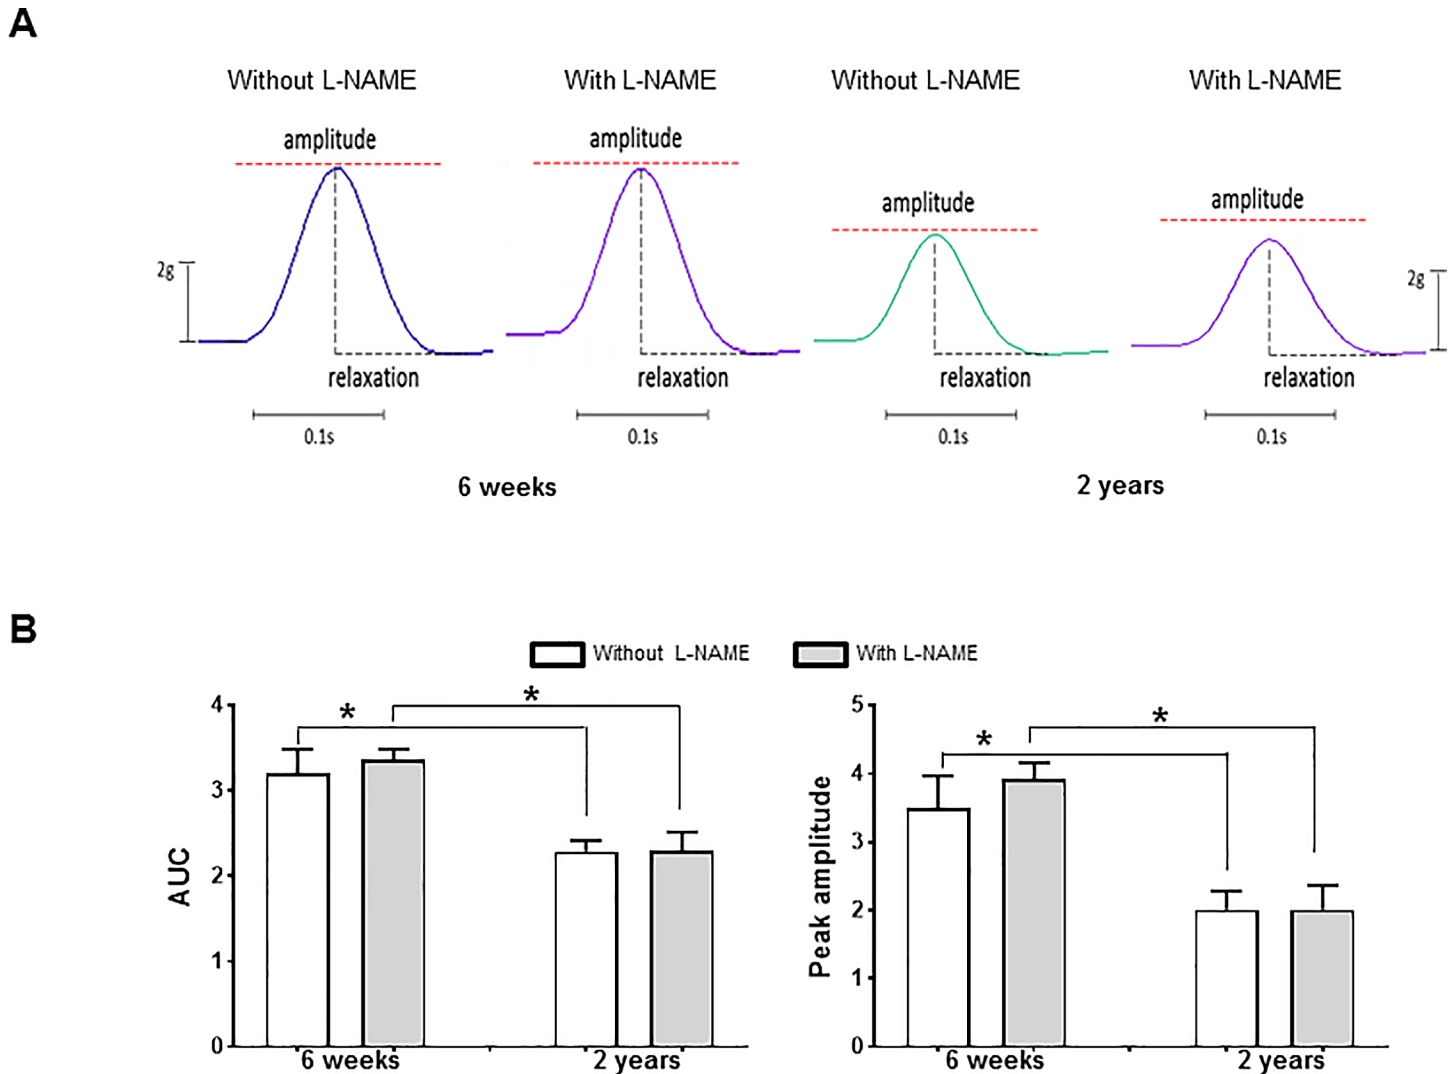 A
Without L-NAME
With L-NAME
Without L-NAME
With L-NAME
amplitude
amplitude
amplitude
amplitude
2g
2g
relaxation
relaxation
relaxation
relaxation
0.1s
0.1s
0.1s
0.1s
6 weeks
2 years
B
Without L-NAME
With L-NAME
AUC
4
3
2
1
0
*
*
6 weeks
2 years
Peak amplitude
5
4
3
2
1
0
*
*
6 weeks
2 years